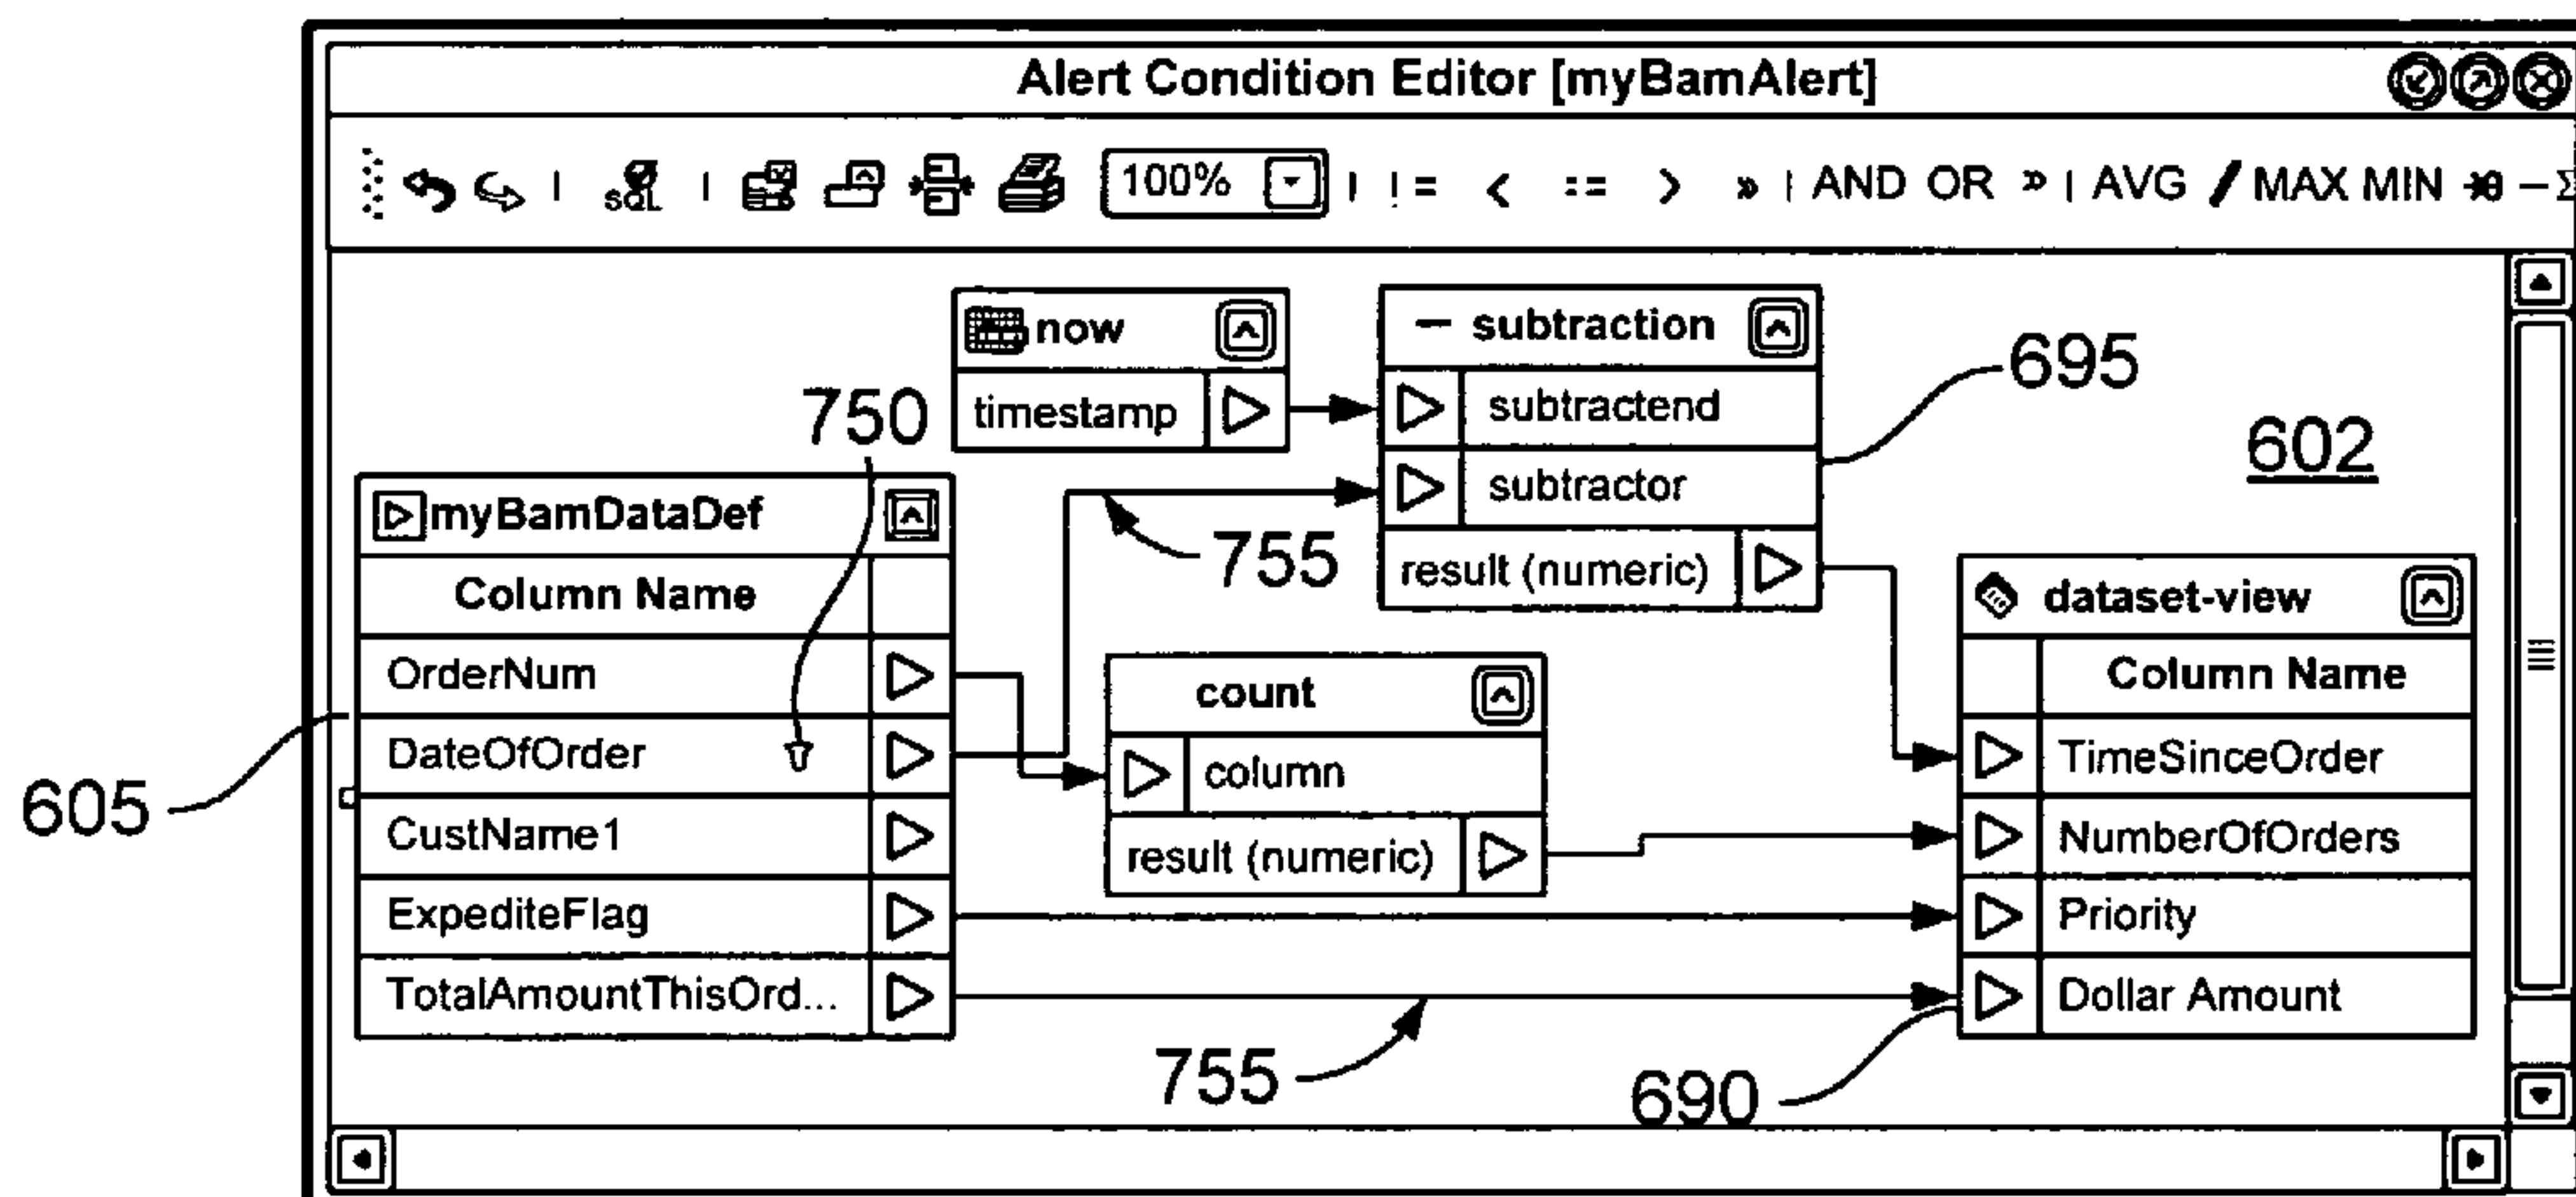 Alert Condition Editor [myBamAlert]
SQL 100% != < == > » AND OR » AVG / MAX MIN − Σ
now
timestamp
− subtraction
subtractend
subtractor
result (numeric)
695
602
750
755
myBamDataDef
Column Name
OrderNum
DateOfOrder
CustName1
ExpediteFlag
TotalAmountThisOrd...
605
count
column
result (numeric)
dataset-view
Column Name
TimeSinceOrder
NumberOfOrders
Priority
Dollar Amount
755
690